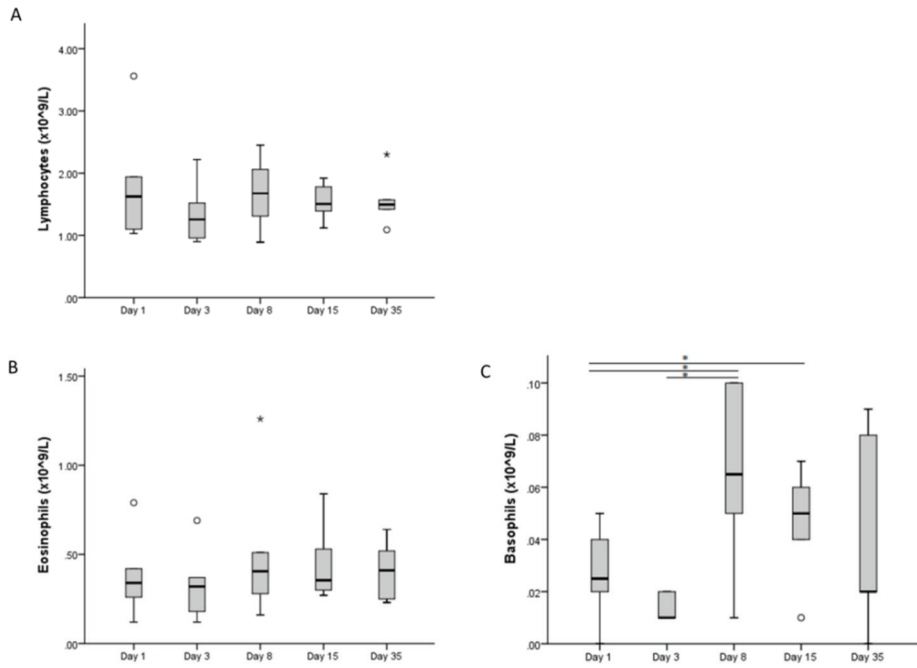 A
Lymphocytes (x10^9/L)
4.00
3.00
2.00
1.00
.00
*
Day 1 Day 3 Day 8 Day 15 Day 35
B
Eosinophils (x10^9/L)
1.50
1.00
.50
.00
*
Day 1 Day 3 Day 8 Day 15 Day 35
C
Basophils (x10^9/L)
.10
.08
.06
.04
.02
.00
*
*
*
Day 1 Day 3 Day 8 Day 15 Day 35